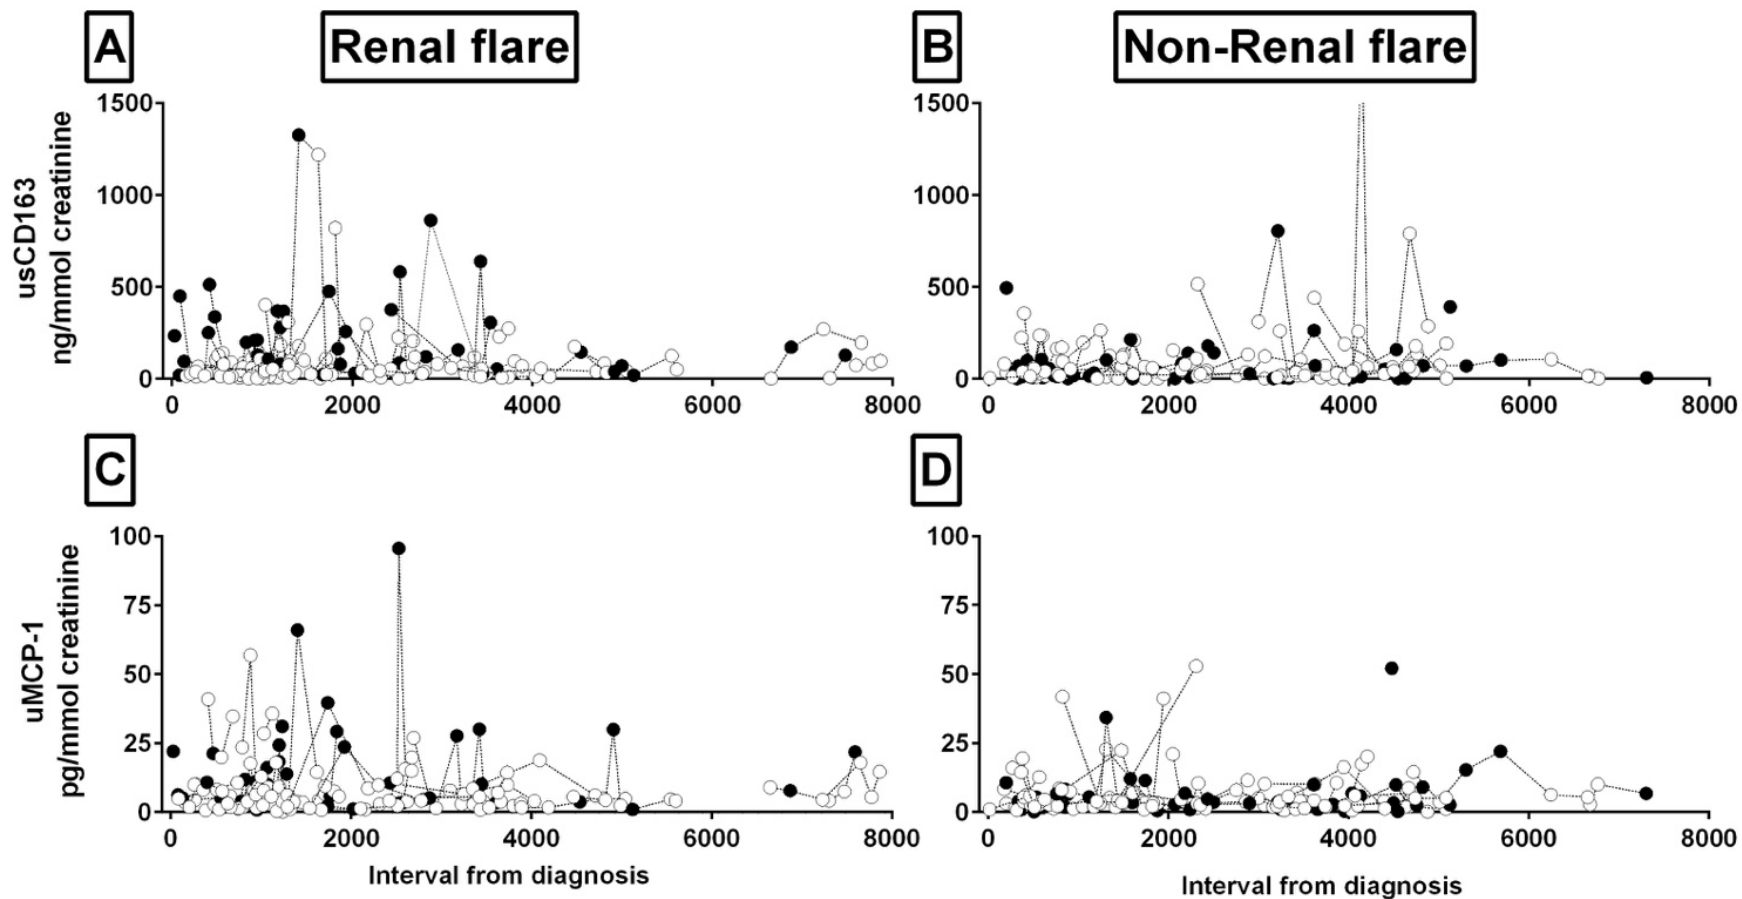 A
Renal flare
B
Non-Renal flare
usCD163
ng/mmol creatinine
1500
1000
500
0
0 2000 4000 6000 8000
1500
1000
500
0
0 2000 4000 6000 8000
C
D
uMCP-1
pg/mmol creatinine
100
75
50
25
0
0 2000 4000 6000 8000
Interval from diagnosis
100
75
50
25
0
0 2000 4000 6000 8000
Interval from diagnosis